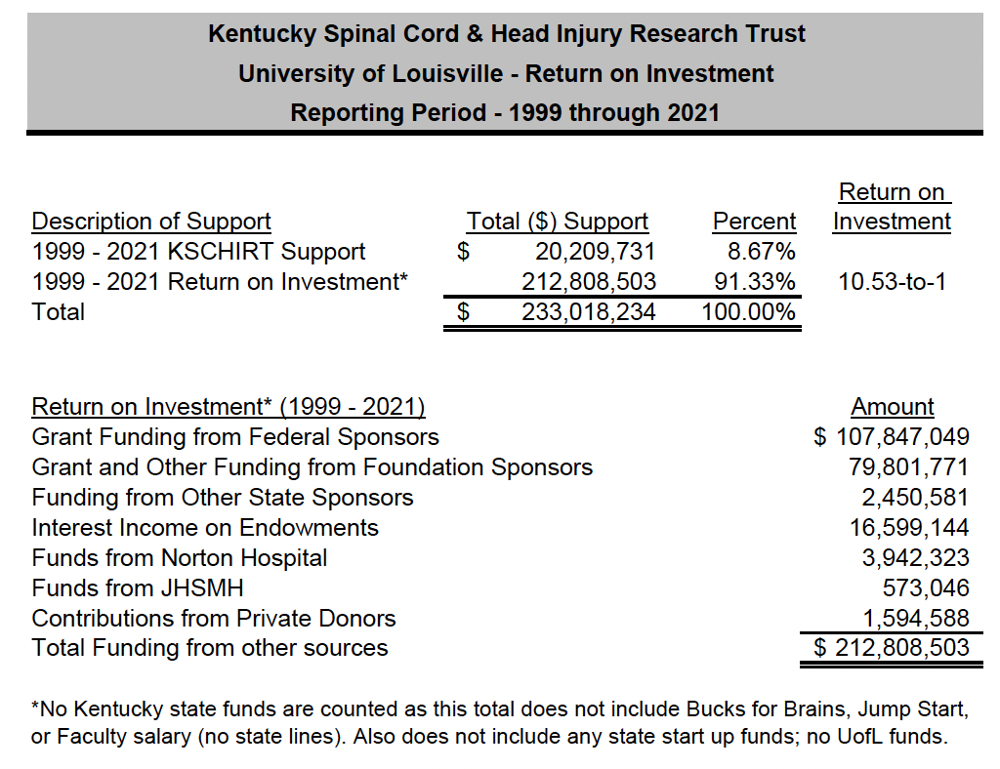 Kentucky Spinal Cord & Head Injury Research Trust
University of Louisville - Return on Investment
Reporting Period - 1999 through 2021
Return on
Description of Support Total ($) Support Percent Investment
1999 - 2021 KSCHIRT Support $ 20,209,731 8.67%
1999 - 2021 Return on Investment* 212,808,503 91.33% 10.53-to-1
Total $ 233,018,234 100.00%
Return on Investment* (1999 - 2021) Amount
Grant Funding from Federal Sponsors $ 107,847,049
Grant and Other Funding from Foundation Sponsors 79,801,771
Funding from Other State Sponsors 2,450,581
Interest Income on Endowments 16,599,144
Funds from Norton Hospital 3,942,323
Funds from JHSMH 573,046
Contributions from Private Donors 1,594,588
Total Funding from other sources $ 212,808,503
*No Kentucky state funds are counted as this total does not include Bucks for Brains, Jump Start,
or Faculty salary (no state lines). Also does not include any state start up funds; no UofL funds.